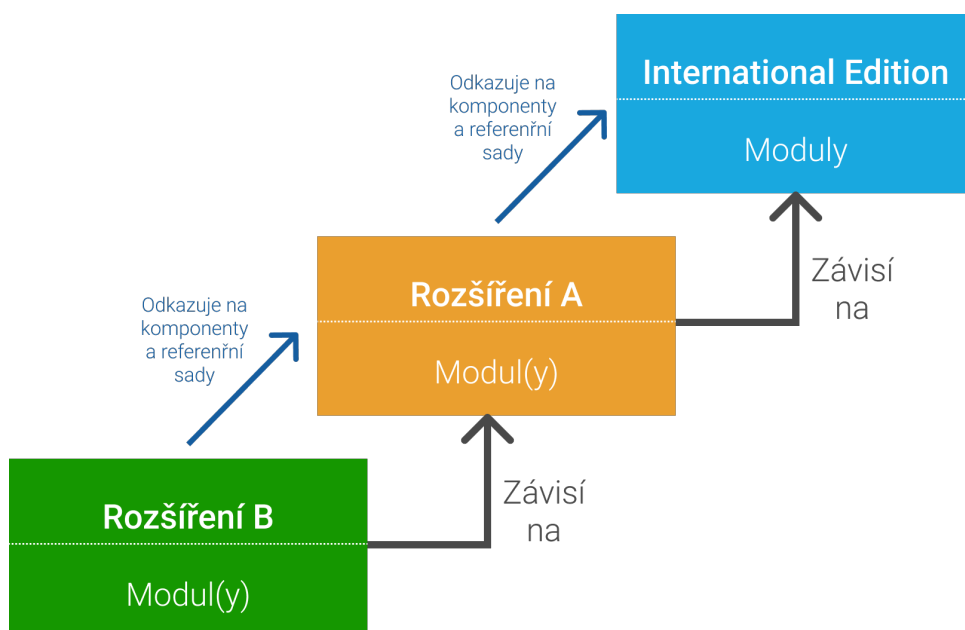 International Edition
Moduly
Odkazuje na
komponenty
a referenřní
sady
Závisí
na
Rozšíření A
Modul(y)
Odkazuje na
komponenty
a referenřní
sady
Závisí
na
Rozšíření B
Modul(y)